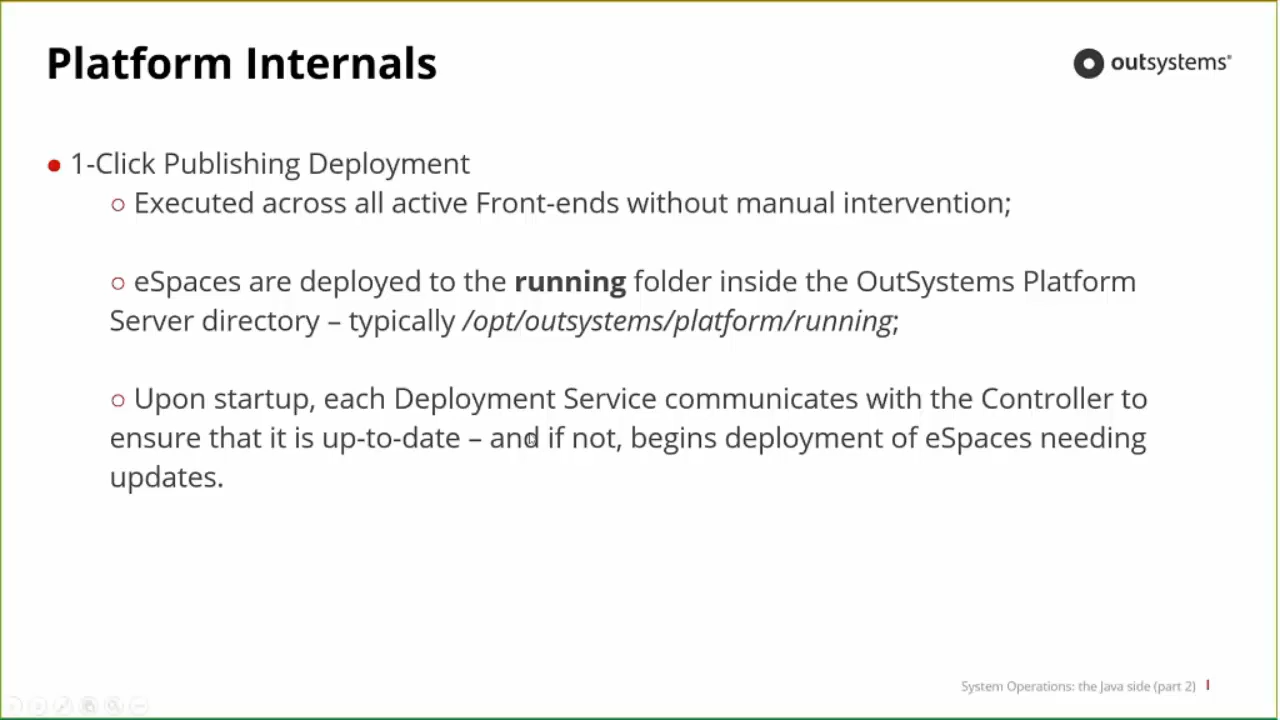 Platform Internals
outsystems®
● 1-Click Publishing Deployment
○ Executed across all active Front-ends without manual intervention;
○ eSpaces are deployed to the running folder inside the OutSystems Platform
Server directory – typically /opt/outsystems/platform/running;
○ Upon startup, each Deployment Service communicates with the Controller to
ensure that it is up-to-date – and if not, begins deployment of eSpaces needing
updates.
System Operations: the Java side (part 2)